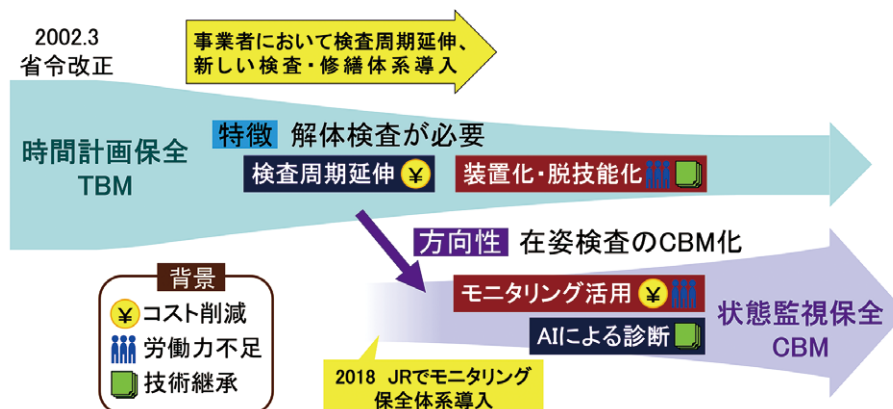 2002.3
省令改正
事業者において検査周期延伸、
新しい検査・修繕体系導入
時間計画保全
TBM
特徴 解体検査が必要
検査周期延伸 ¥
装置化・脱技能化
方向性 在姿検査のCBM化
モニタリング活用 ¥
AIによる診断
状態監視保全
CBM
背景
¥ コスト削減
労働力不足
技術継承
2018 JRでモニタリング
保全体系導入